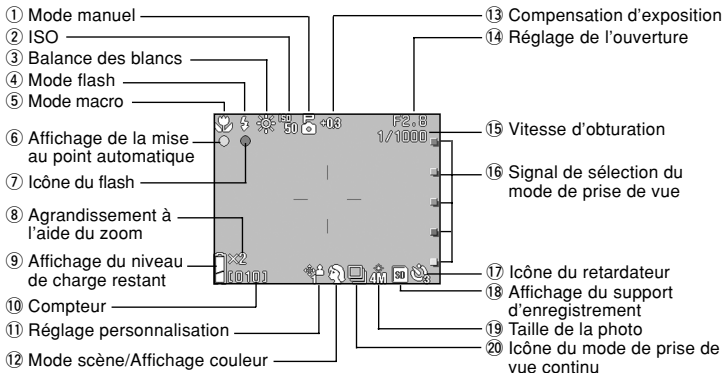 ① Mode manuel
② ISO
③ Balance des blancs
④ Mode flash
⑤ Mode macro
⑥ Affichage de la mise
au point automatique
⑦ Icône du flash
⑧ Agrandissement à
l'aide du zoom
⑨ Affichage du niveau
de charge restant
⑩ Compteur
⑪ Réglage personnalisation
⑫ Mode scène/Affichage couleur
ISO
50
P
+0.3
F2.8
1/1000
×2
[010]
1
4M
SD
3
⑬ Compensation d'exposition
⑭ Réglage de l'ouverture
⑮ Vitesse d'obturation
⑯ Signal de sélection du
mode de prise de vue
⑰ Icône du retardateur
⑱ Affichage du support
d'enregistrement
⑲ Taille de la photo
⑳ Icône du mode de prise de
vue continu